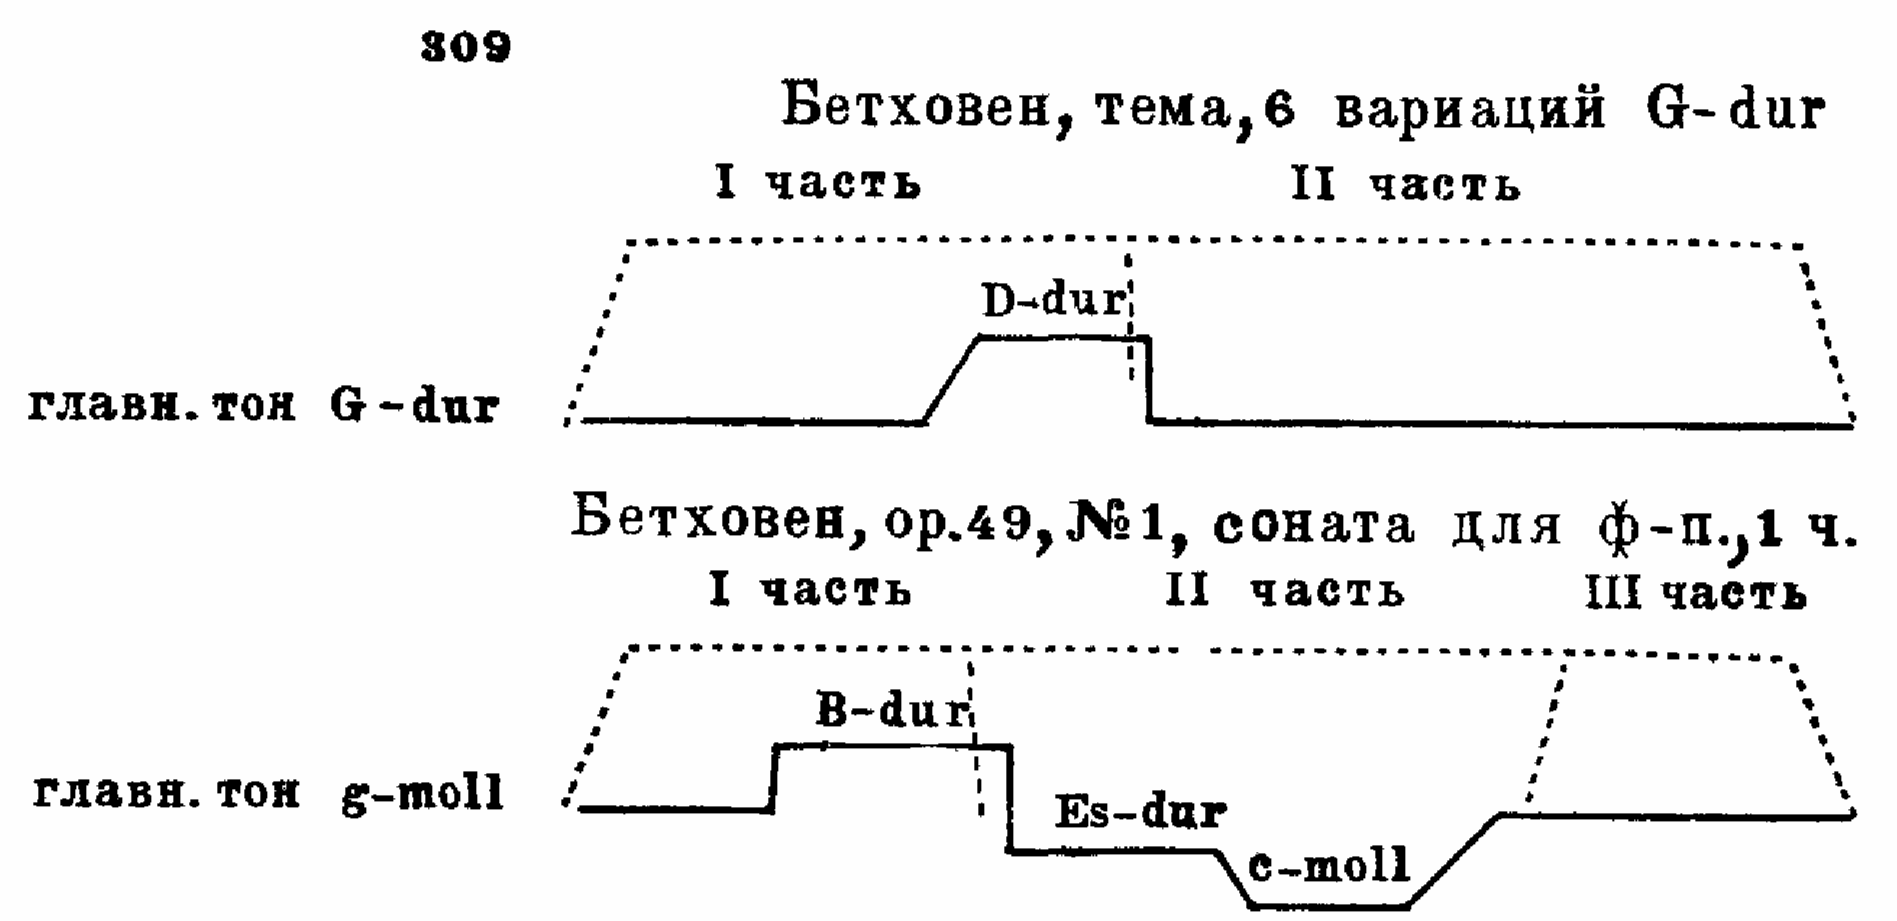 309
Бетховен, тема, 6 вариаций G-dur
I часть II часть
D-dur
главн. тон G-dur
Бетховен, op. 49, №1, соната для ф-п., 1 ч.
I часть II часть III часть
B-dur
главн. тон g-moll
Es-dur
c-moll